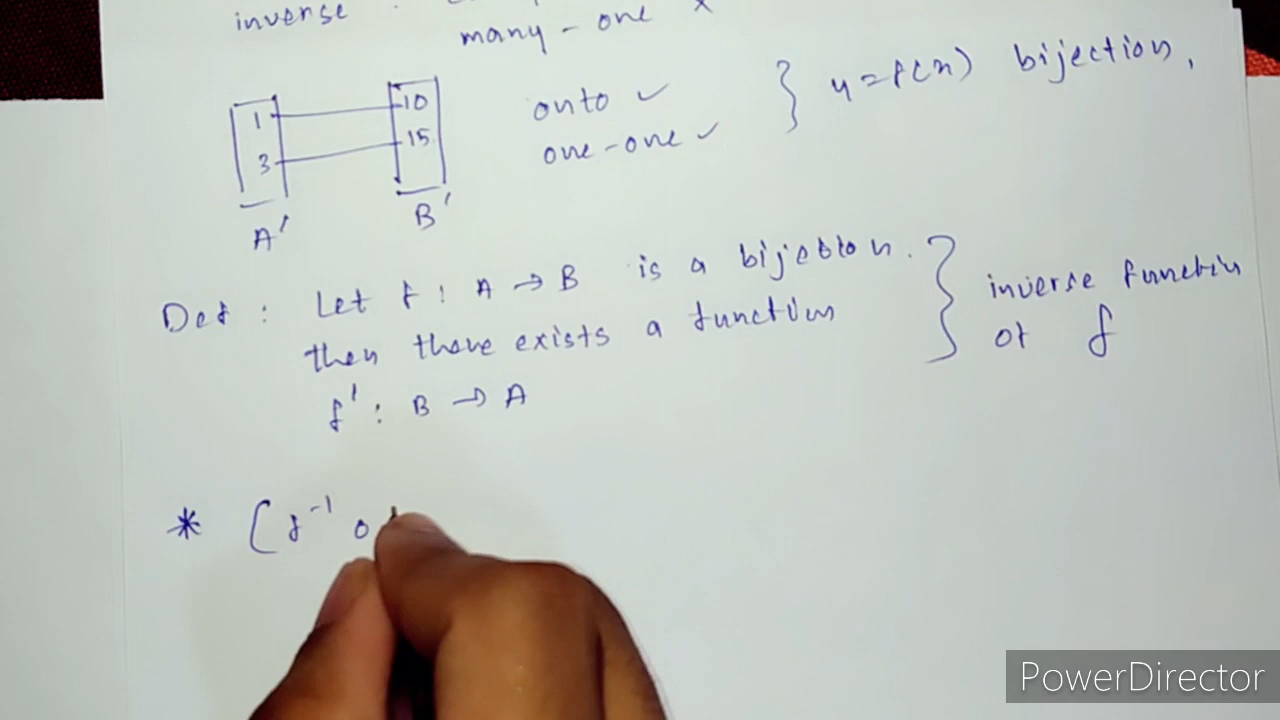 inverse .
many - one x
1 10 onto ✓ } y = f(x) bijection,
3 15 one-one ✓
A' B'
Def : Let f : A → B is a bijection. } inverse function
then there exists a function of f
f' : B → A
* (f⁻¹ o
PowerDirector